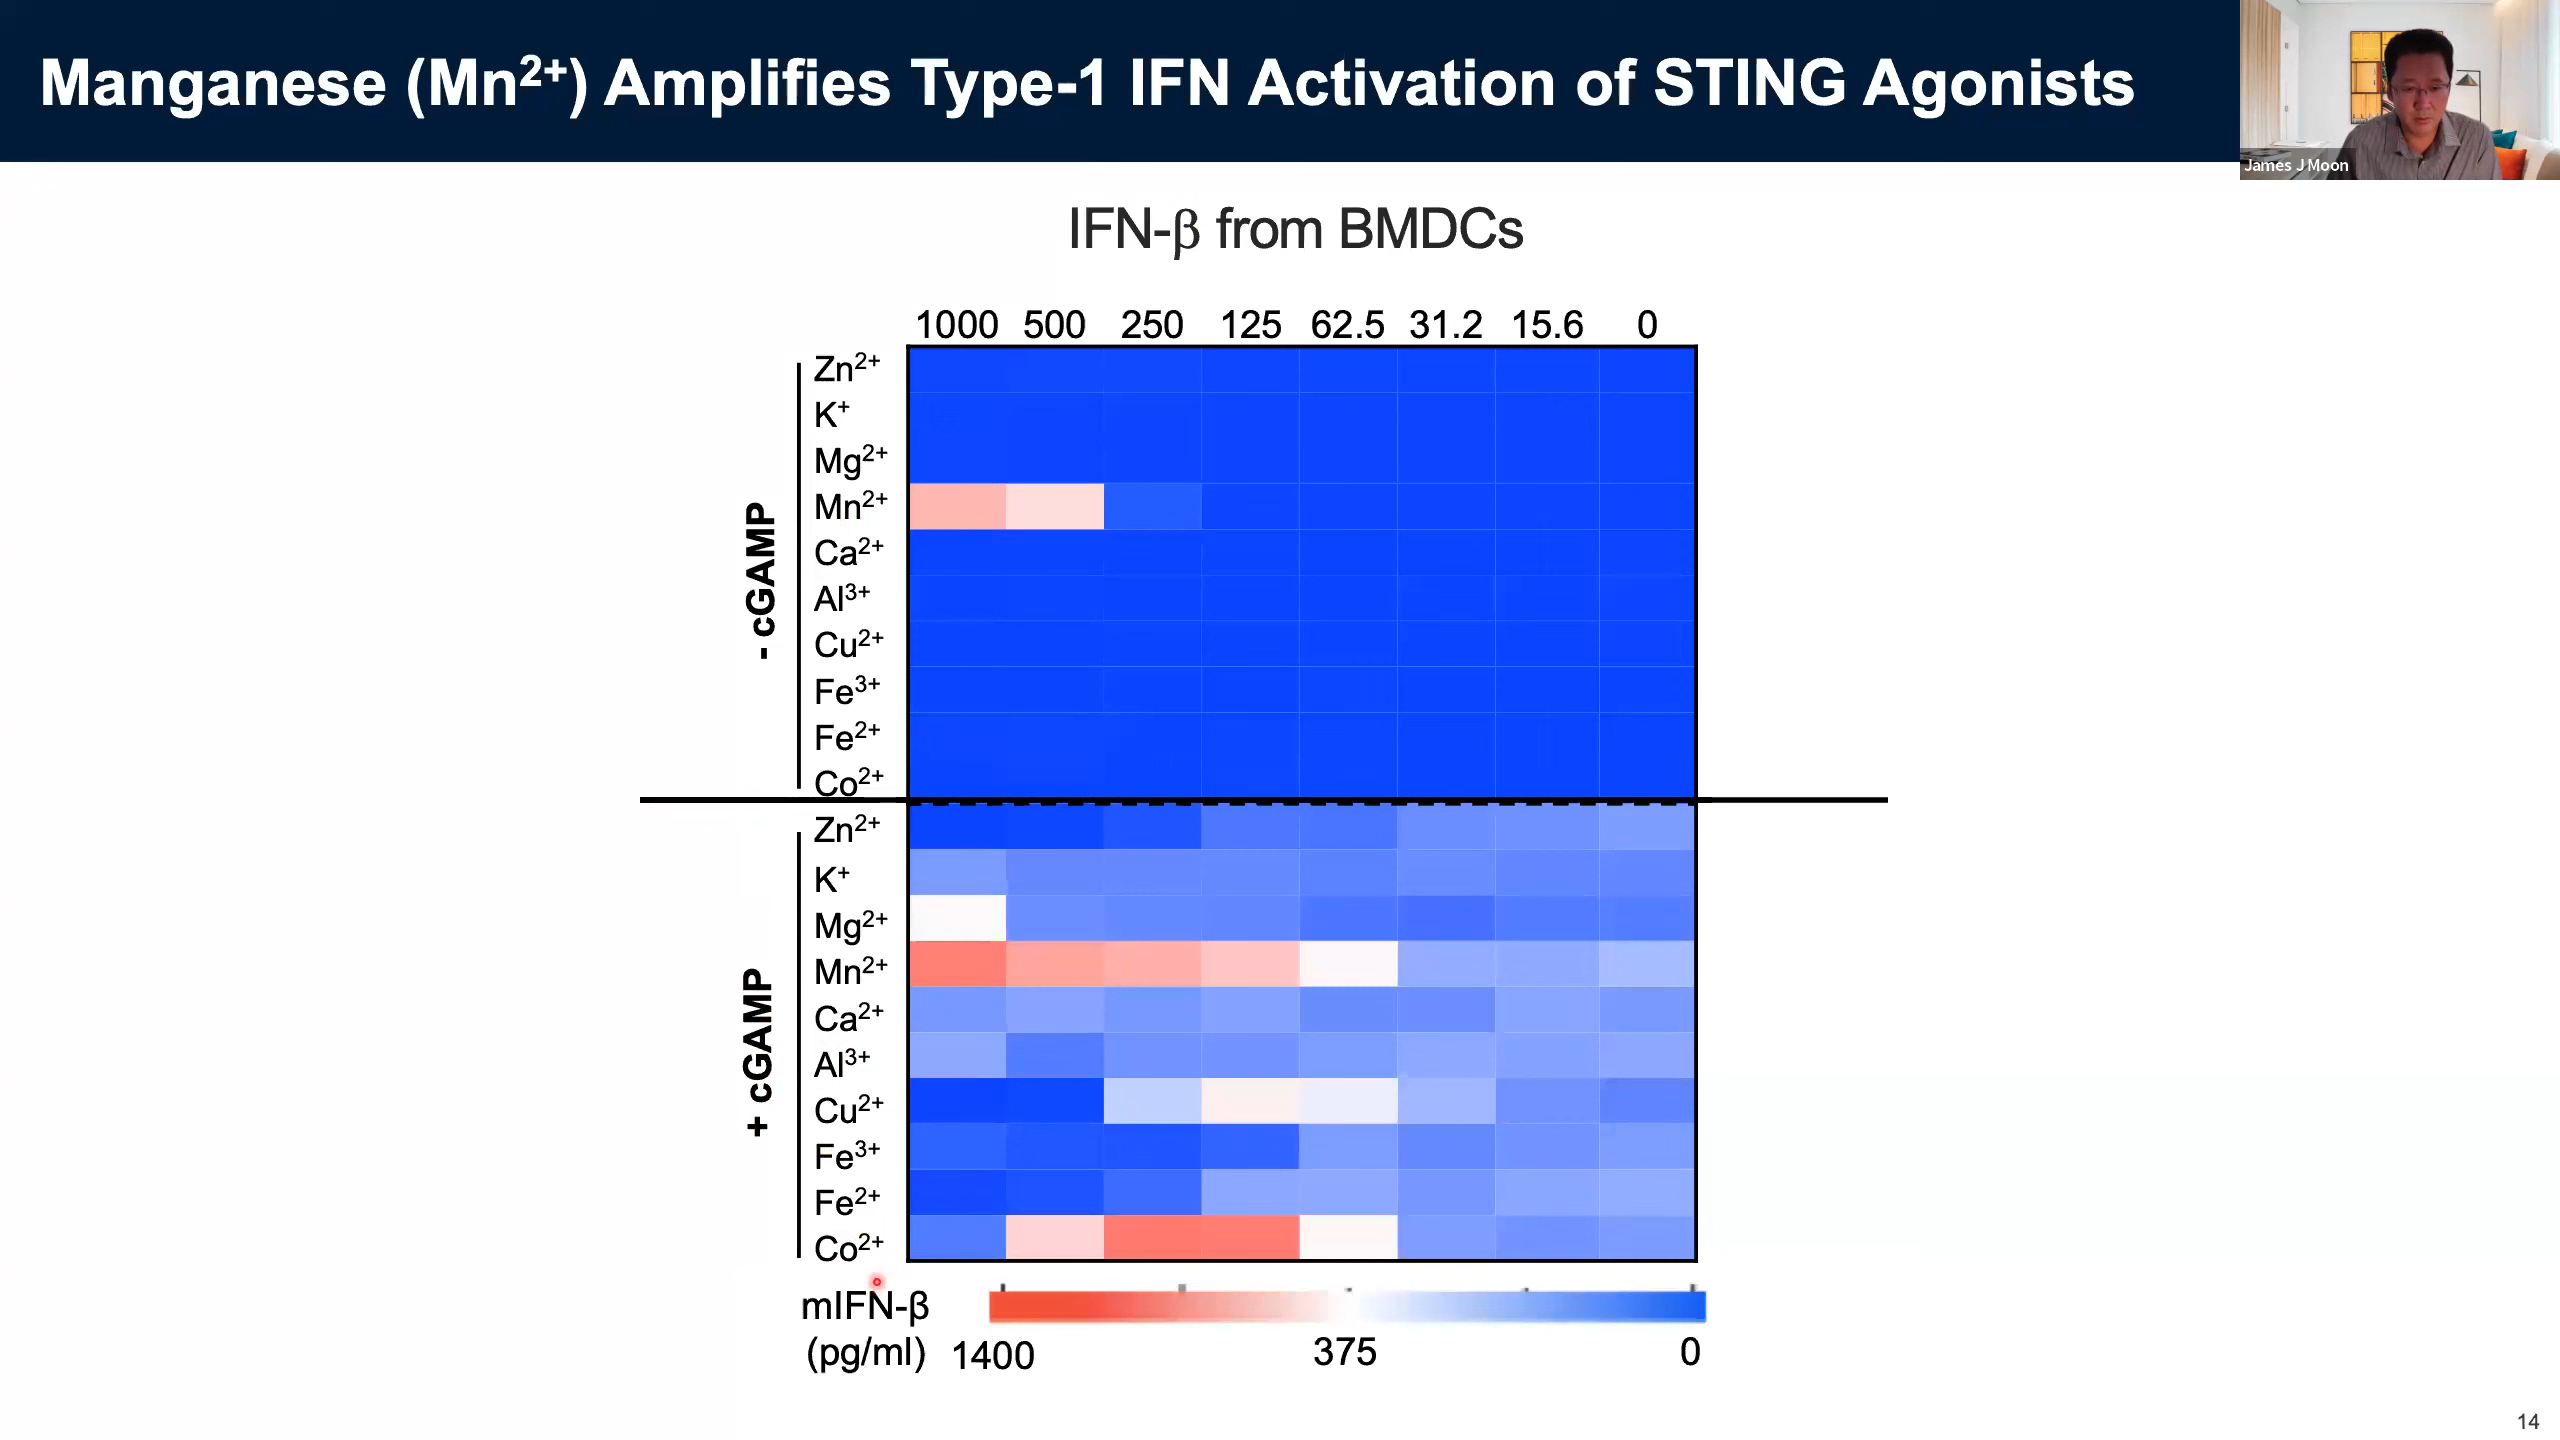 Manganese (Mn²⁺) Amplifies Type-1 IFN Activation of STING Agonists
James J Moon
IFN-β from BMDCs
1000 500 250 125 62.5 31.2 15.6 0
- cGAMP
Zn²⁺
K⁺
Mg²⁺
Mn²⁺
Ca²⁺
Al³⁺
Cu²⁺
Fe³⁺
Fe²⁺
Co²⁺
+ cGAMP
Zn²⁺
K⁺
Mg²⁺
Mn²⁺
Ca²⁺
Al³⁺
Cu²⁺
Fe³⁺
Fe²⁺
Co²⁺
mIFN-β
(pg/ml) 1400 375 0
14